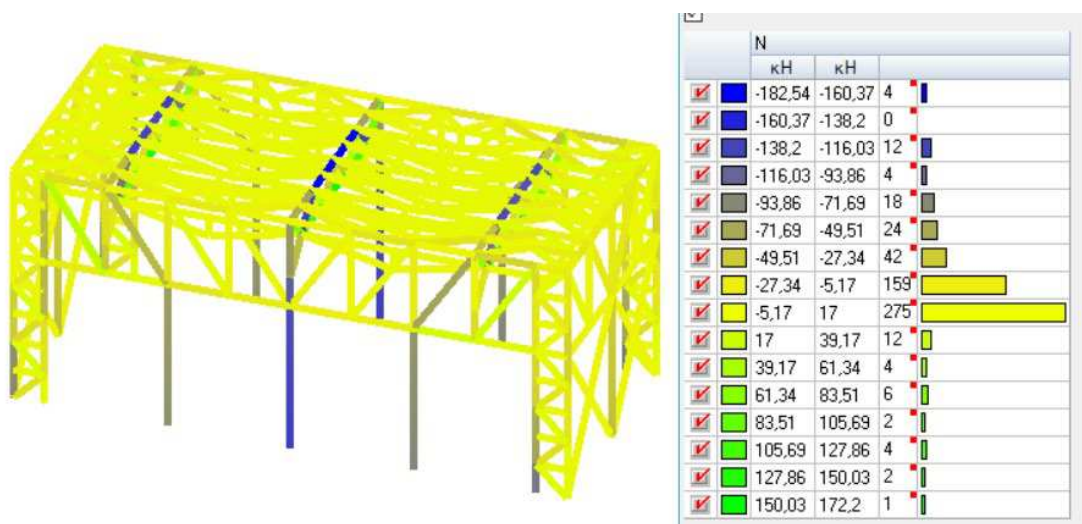 N
кН кН
-182,54 -160,37 4
-160,37 -138,2 0
-138,2 -116,03 12
-116,03 -93,86 4
-93,86 -71,69 18
-71,69 -49,51 24
-49,51 -27,34 42
-27,34 -5,17 159
-5,17 17 275
17 39,17 12
39,17 61,34 4
61,34 83,51 6
83,51 105,69 2
105,69 127,86 4
127,86 150,03 2
150,03 172,2 1